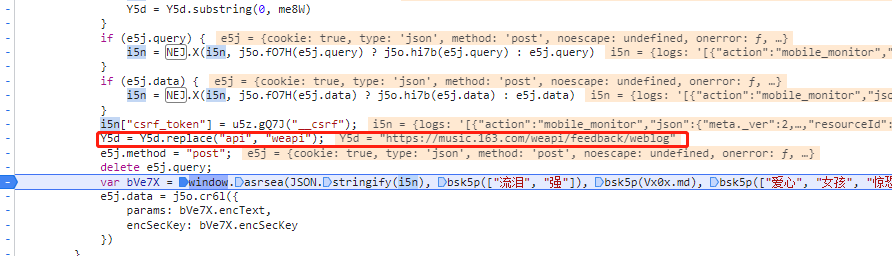 Y5d = Y5d.substring(0, me8W)
}
if (e5j.query) { e5j = {cookie: true, type: 'json', method: 'post', noescape: undefined, onerror: ƒ, …}
i5n = NEJ.X(i5n, j5o.fO7H(e5j.query) ? j5o.hi7b(e5j.query) : e5j.query) i5n = {logs: '[{"action":"mobile_monitor","
}
if (e5j.data) { e5j = {cookie: true, type: 'json', method: 'post', noescape: undefined, onerror: ƒ, …}
i5n = NEJ.X(i5n, j5o.fO7H(e5j.data) ? j5o.hi7b(e5j.data) : e5j.data) i5n = {logs: '[{"action":"mobile_monitor","json
}
i5n["csrf_token"] = u5z.gQ7J("__csrf"); i5n = {logs: '[{"action":"mobile_monitor","json":{"meta._ver":2,…,"resourceId":
Y5d = Y5d.replace("api", "weapi"); Y5d = "https://music.163.com/weapi/feedback/weblog"
e5j.method = "post"; e5j = {cookie: true, type: 'json', method: 'post', noescape: undefined, onerror: ƒ, …}
delete e5j.query;
var bVe7X = window.asrsea(JSON.stringify(i5n), bsk5p(["流泪", "强"]), bsk5p(Vx0x.md), bsk5p(["爱心", "女孩", "惊恐
e5j.data = j5o.cr6l({
params: bVe7X.encText,
encSecKey: bVe7X.encSecKey
})
}